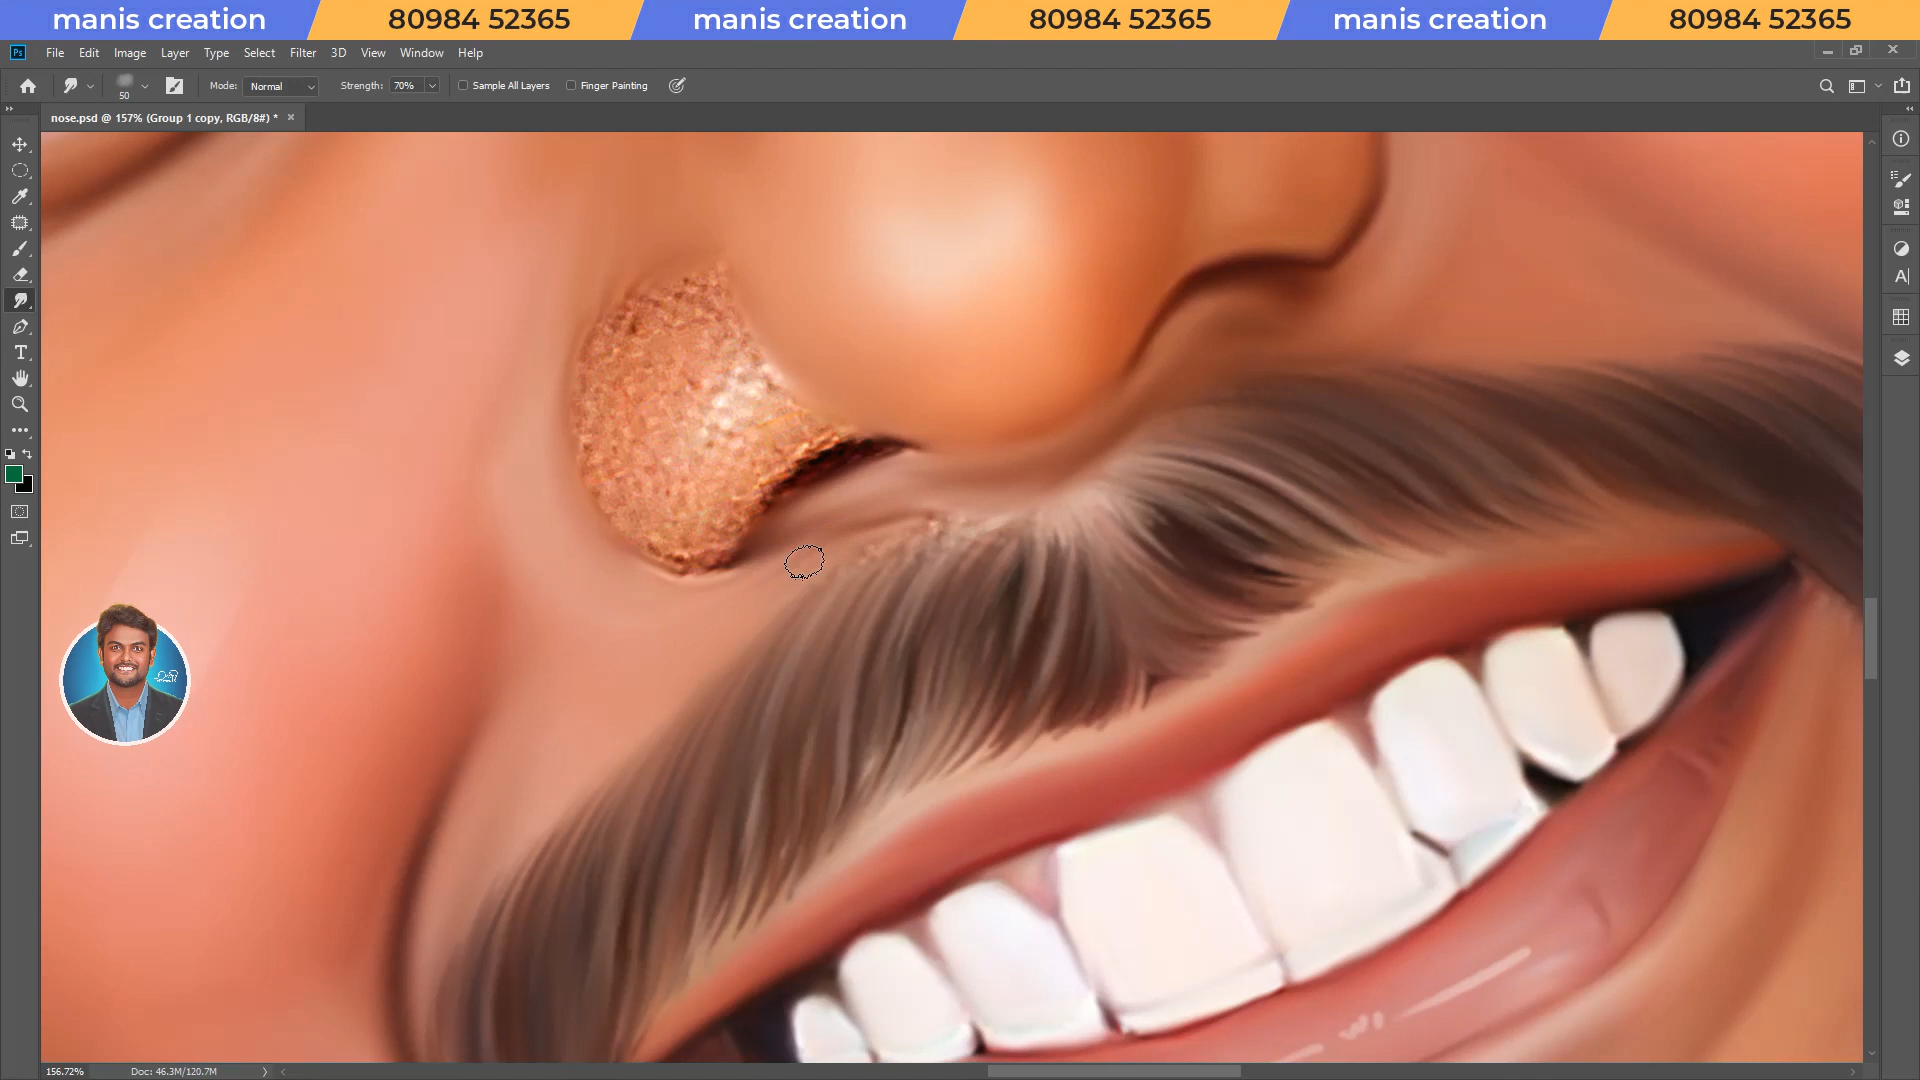 manis creation 80984 52365 manis creation 80984 52365 manis creation 80984 52365
Ps File Edit Image Layer Type Select Filter 3D View Window Help
50 Mode: Normal Strength: 70% Sample All Layers Finger Painting
nose.psd @ 157% (Group 1 copy, RGB/8#) * ×
156.72% Doc: 46.3M/120.7M